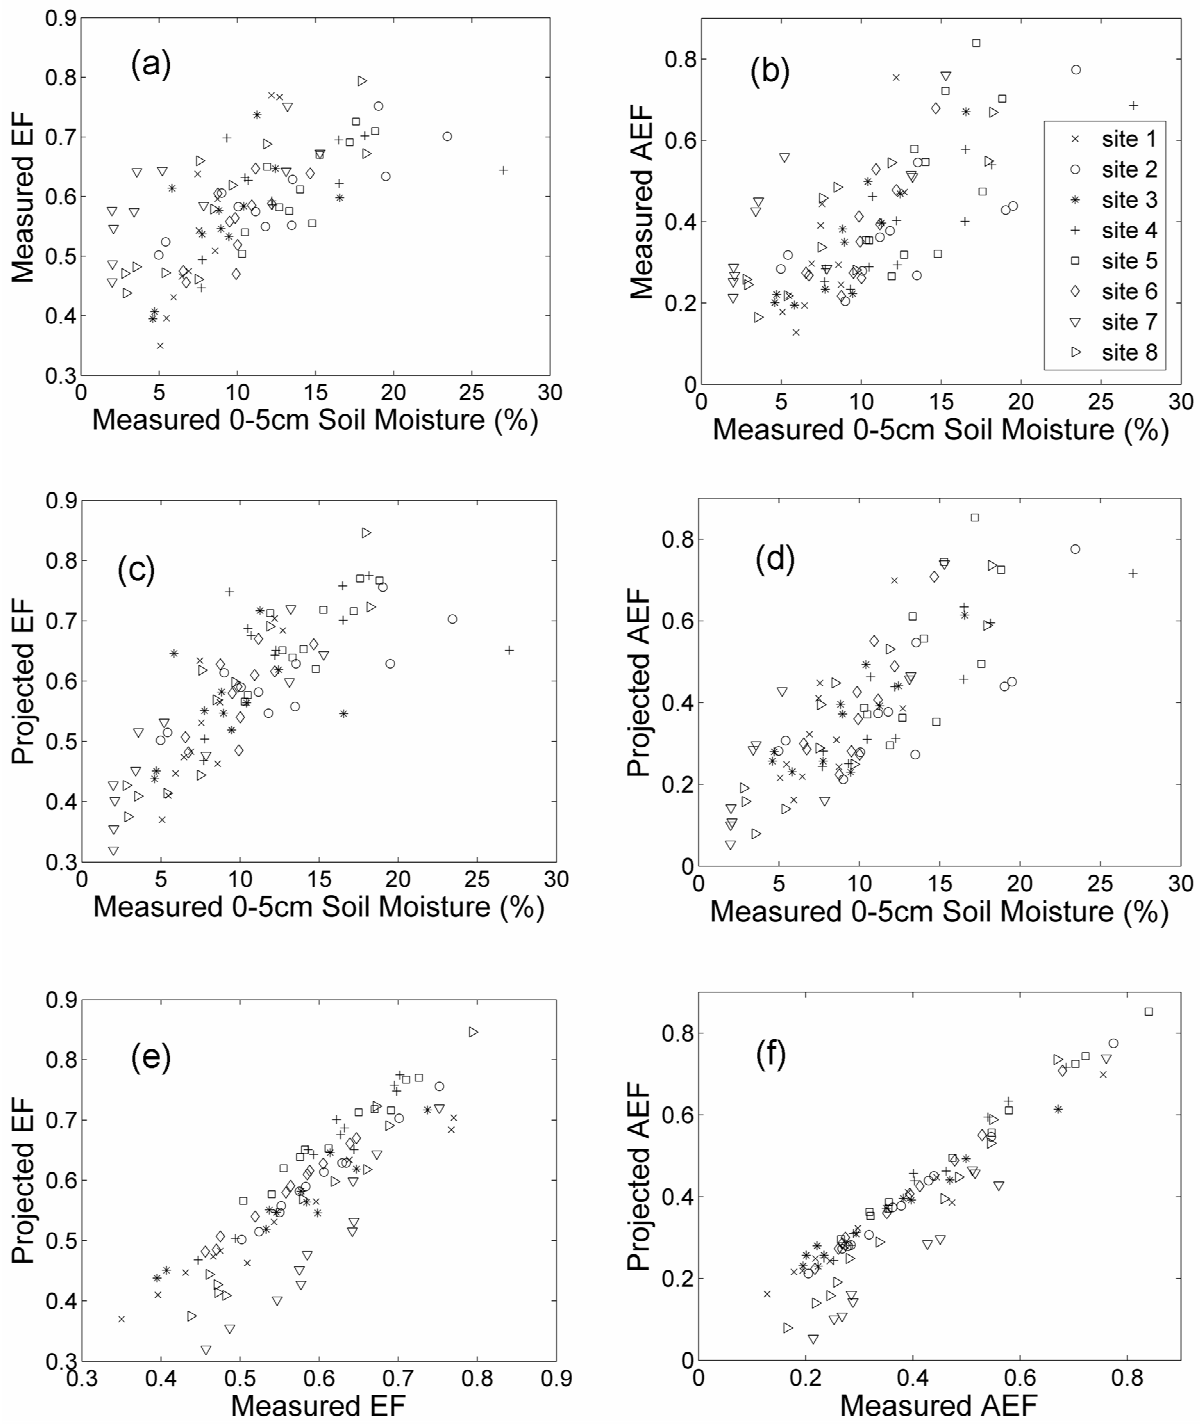 (a)
Measured EF
0.9
0.8
0.7
0.6
0.5
0.4
0.3
0 5 10 15 20 25 30
Measured 0-5cm Soil Moisture (%)
(b)
Measured AEF
0.8
0.6
0.4
0.2
0
site 1
site 2
site 3
site 4
site 5
site 6
site 7
site 8
0 5 10 15 20 25 30
Measured 0-5cm Soil Moisture (%)
(c)
Projected EF
0.9
0.8
0.7
0.6
0.5
0.4
0.3
0 5 10 15 20 25 30
Measured 0-5cm Soil Moisture (%)
(d)
Projected AEF
0.8
0.6
0.4
0.2
0
0 5 10 15 20 25 30
Measured 0-5cm Soil Moisture (%)
(e)
Projected EF
0.9
0.8
0.7
0.6
0.5
0.4
0.3
0.3 0.4 0.5 0.6 0.7 0.8 0.9
Measured EF
(f)
Projected AEF
0.8
0.6
0.4
0.2
0
0 0.2 0.4 0.6 0.8
Measured AEF